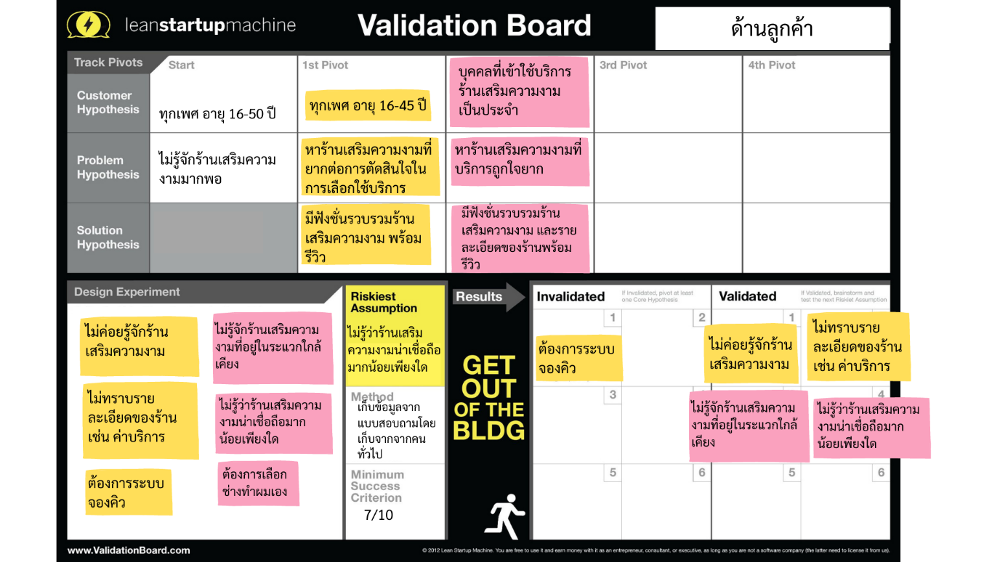 leanstartupmachine
Validation Board
ด้านลูกค้า
Track Pivots
Start
1st Pivot
3rd Pivot
4th Pivot
Customer
Hypothesis
ทุกเพศ อายุ 16-50 ปี
ทุกเพศ อายุ 16-45 ปี
บุคคลที่เข้าใช้บริการ
ร้านเสริมความงาม
เป็นประจำ
Problem
Hypothesis
ไม่รู้จักร้านเสริมความ
งามมากพอ
หาร้านเสริมความงามที่
ยากต่อการตัดสินใจใน
การเลือกใช้บริการ
หาร้านเสริมความงามที่
บริการถูกใจยาก
Solution
Hypothesis
มีฟังชั่นรวบรวมร้าน
เสริมความงาม พร้อม
รีวิว
มีฟังชั่นรวบรวมร้าน
เสริมความงาม และราย
ละเอียดของร้านพร้อม
รีวิว
Design Experiment
ไม่ค่อยรู้จักร้าน
เสริมความงาม
ไม่ทราบราย
ละเอียดของร้าน
เช่น ค่าบริการ
ต้องการระบบ
จองคิว
ไม่รู้จักร้านเสริมความ
งามที่อยู่ในระแวกใกล้
เคียง
ไม่รู้ว่าร้านเสริมความ
งามน่าเชื่อถือมาก
น้อยเพียงใด
ต้องการเลือก
ช่างทำผมเอง
Riskiest
Assumption
ไม่รู้ว่าร้านเสริม
ความงามน่าเชื่อถือ
มากน้อยเพียงใด
Method
เก็บข้อมูลจาก
แบบสอบถามโดย
เก็บจากจากคน
ทั่วไป
Minimum
Success
Criterion
7/10
Results
GET
OUT
OF THE
BLDG
Invalidated
If Invalidated, pivot at least
one Core Hypothesis
Validated
If Validated, brainstorm and
test the next Riskiet Assumption
1
2
1
ต้องการระบบ
จองคิว
ไม่ค่อยรู้จักร้าน
เสริมความงาม
ไม่ทราบราย
ละเอียดของร้าน
เช่น ค่าบริการ
3
4
ไม่รู้จักร้านเสริมความ
งามที่อยู่ในระแวกใกล้
เคียง
ไม่รู้ว่าร้านเสริมความ
งามน่าเชื่อถือมาก
น้อยเพียงใด
5
6
5
6
www.ValidationBoard.com
© 2012 Lean Startup Machine. You are free to use it and earn money with it as an entrepreneur, consultant, or executive, as long as you are not a software company (the latter need to license it from us).